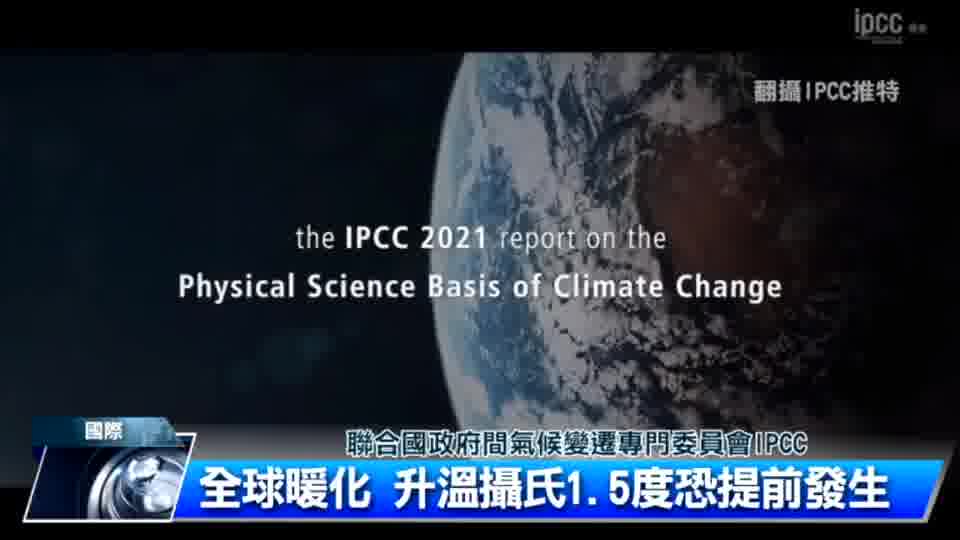 ipcc
翻攝IPCC推特
the IPCC 2021 report on the
Physical Science Basis of Climate Change
國際
聯合國政府間氣候變遷專門委員會IPCC
全球暖化 升溫攝氏1.5度恐提前發生